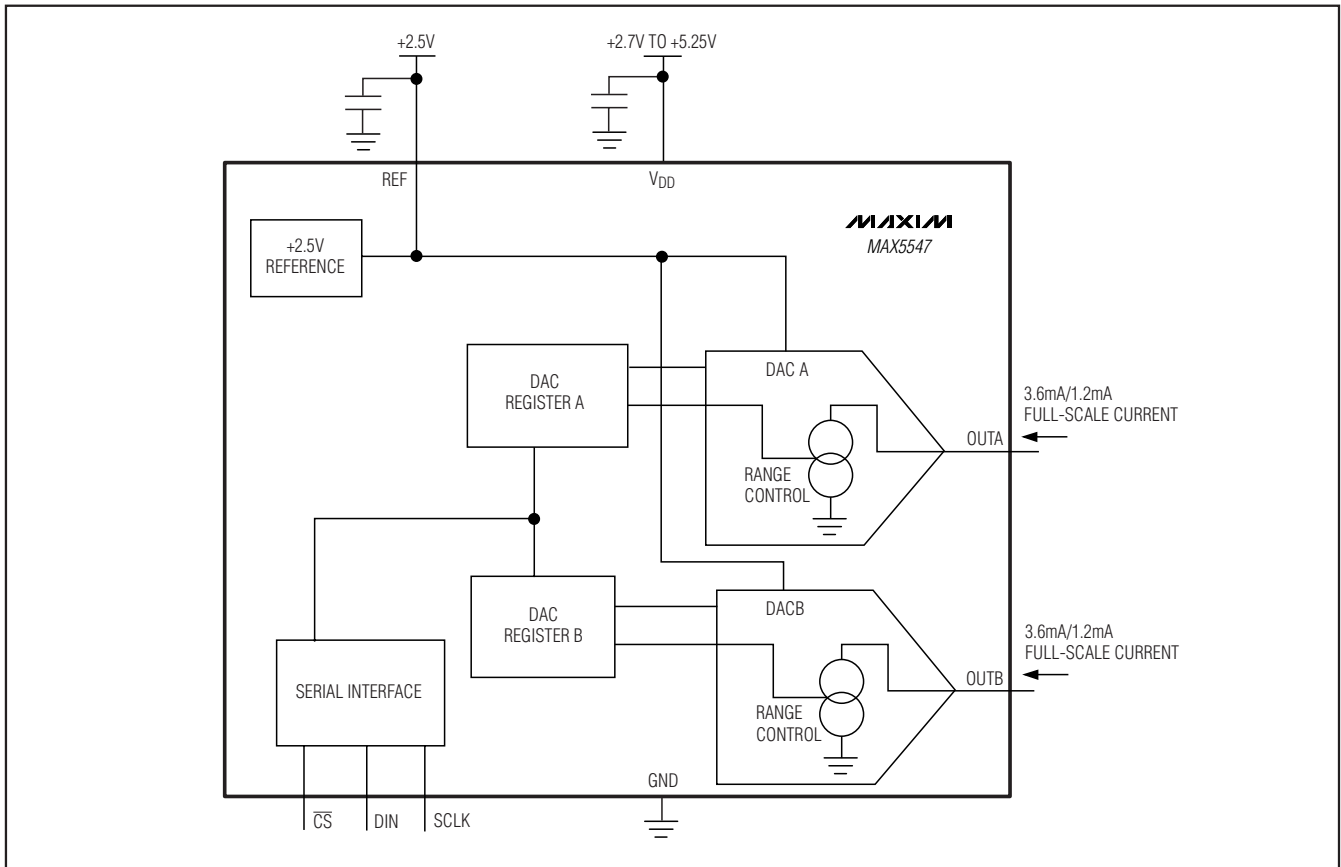 +2.5V
+2.7V TO +5.25V
REF
VDD
+2.5V
REFERENCE
MAXIM
MAX5547
DAC
REGISTER A
DAC A
RANGE
CONTROL
OUTA
3.6mA/1.2mA
FULL-SCALE CURRENT
DAC
REGISTER B
DACB
RANGE
CONTROL
OUTB
3.6mA/1.2mA
FULL-SCALE CURRENT
SERIAL INTERFACE
CS
DIN
SCLK
GND